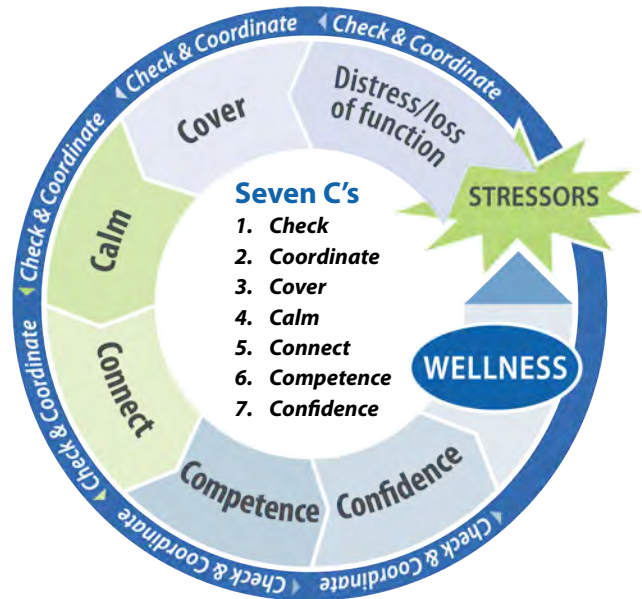 Seven C's
1. Check
2. Coordinate
3. Cover
4. Calm
5. Connect
6. Competence
7. Confidence
STRESSORS
Distress/loss
of function
Cover
Calm
Connect
Competence
Confidence
WELLNESS
Check & Coordinate
Check & Coordinate
Check & Coordinate
Check & Coordinate
Check & Coordinate
Check & Coordinate